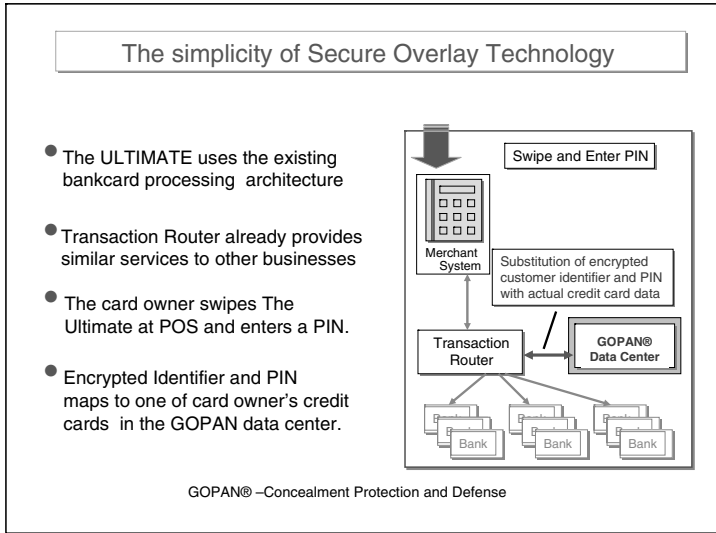 The simplicity of Secure Overlay Technology
The ULTIMATE uses the existing
bankcard processing architecture
Transaction Router already provides
similar services to other businesses
The card owner swipes The
Ultimate at POS and enters a PIN.
Encrypted Identifier and PIN
maps to one of card owner's credit
cards in the GOPAN data center.
Swipe and Enter PIN
Merchant
System
Substitution of encrypted
customer identifier and PIN
with actual credit card data
Transaction
Router
GOPAN®
Data Center
Bank
Bank
Bank
Bank
Bank
Bank
GOPAN® –Concealment Protection and Defense